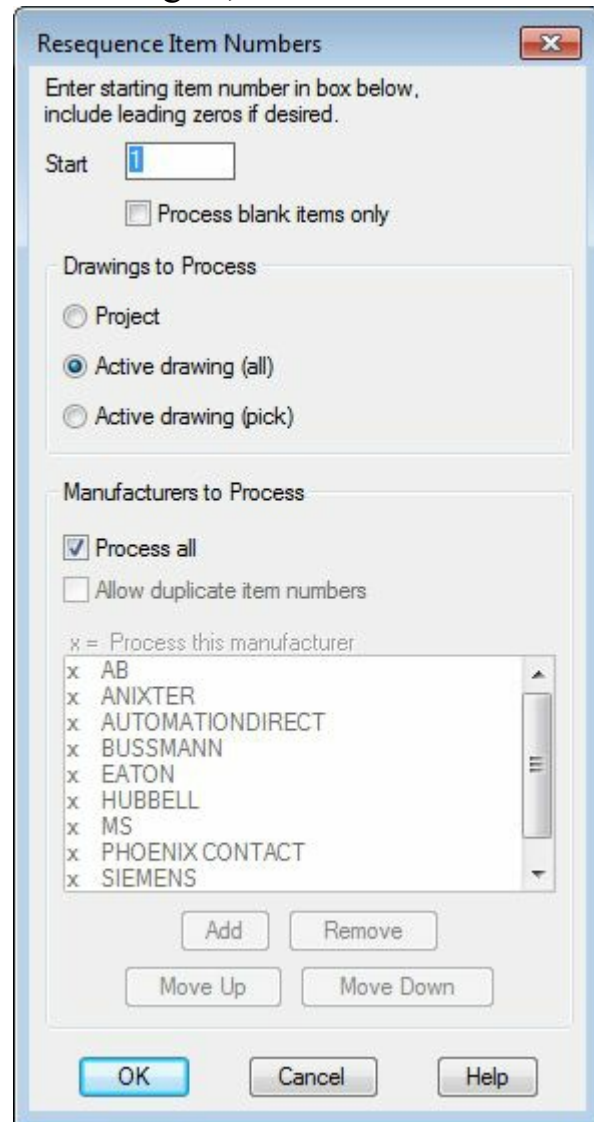 Resequence Item Numbers
Enter starting item number in box below,
include leading zeros if desired.
Start 1
Process blank items only
Drawings to Process
Project
Active drawing (all)
Active drawing (pick)
Manufacturers to Process
Process all
Allow duplicate item numbers
x = Process this manufacturer
x AB
x ANIXTER
x AUTOMATIONDIRECT
x BUSSMANN
x EATON
x HUBBELL
x MS
x PHOENIX CONTACT
x SIEMENS
Add Remove
Move Up Move Down
OK Cancel Help